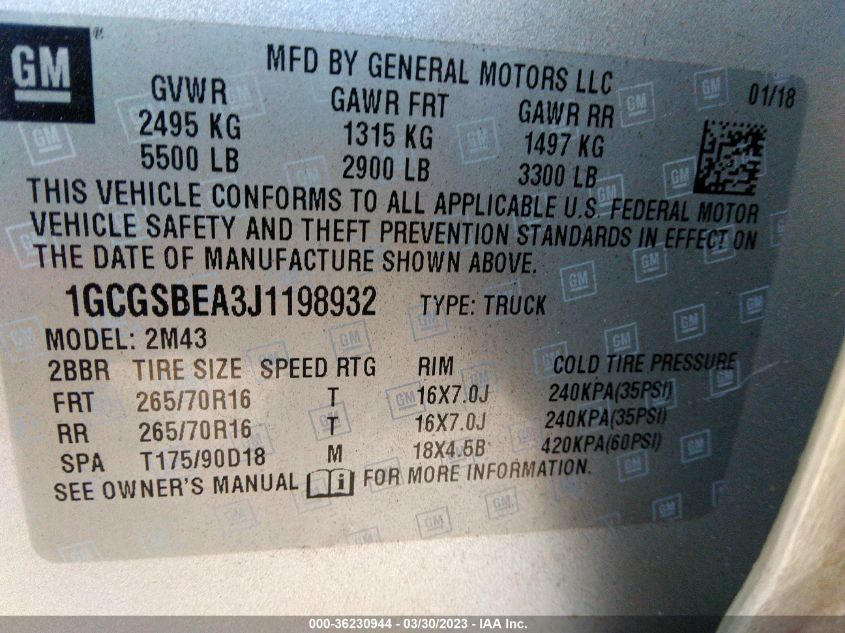 GM
MFD BY GENERAL MOTORS LLC
01/18
GVWR GAWR FRT GAWR RR
2495 KG 1315 KG 1497 KG
5500 LB 2900 LB 3300 LB
THIS VEHICLE CONFORMS TO ALL APPLICABLE U.S. FEDERAL MOTOR
VEHICLE SAFETY AND THEFT PREVENTION STANDARDS IN EFFECT ON
THE DATE OF MANUFACTURE SHOWN ABOVE.
1GCGSBEA3J1198932 TYPE: TRUCK
MODEL: 2M43
2BBR TIRE SIZE SPEED RTG RIM COLD TIRE PRESSURE
FRT 265/70R16 T 16X7.0J 240KPA(35PSI)
RR 265/70R16 T 16X7.0J 240KPA(35PSI)
SPA T175/90D18 M 18X4.5B 420KPA(60PSI)
SEE OWNER'S MANUAL i FOR MORE INFORMATION.
000-36230944 - 03/30/2023 - IAA Inc.